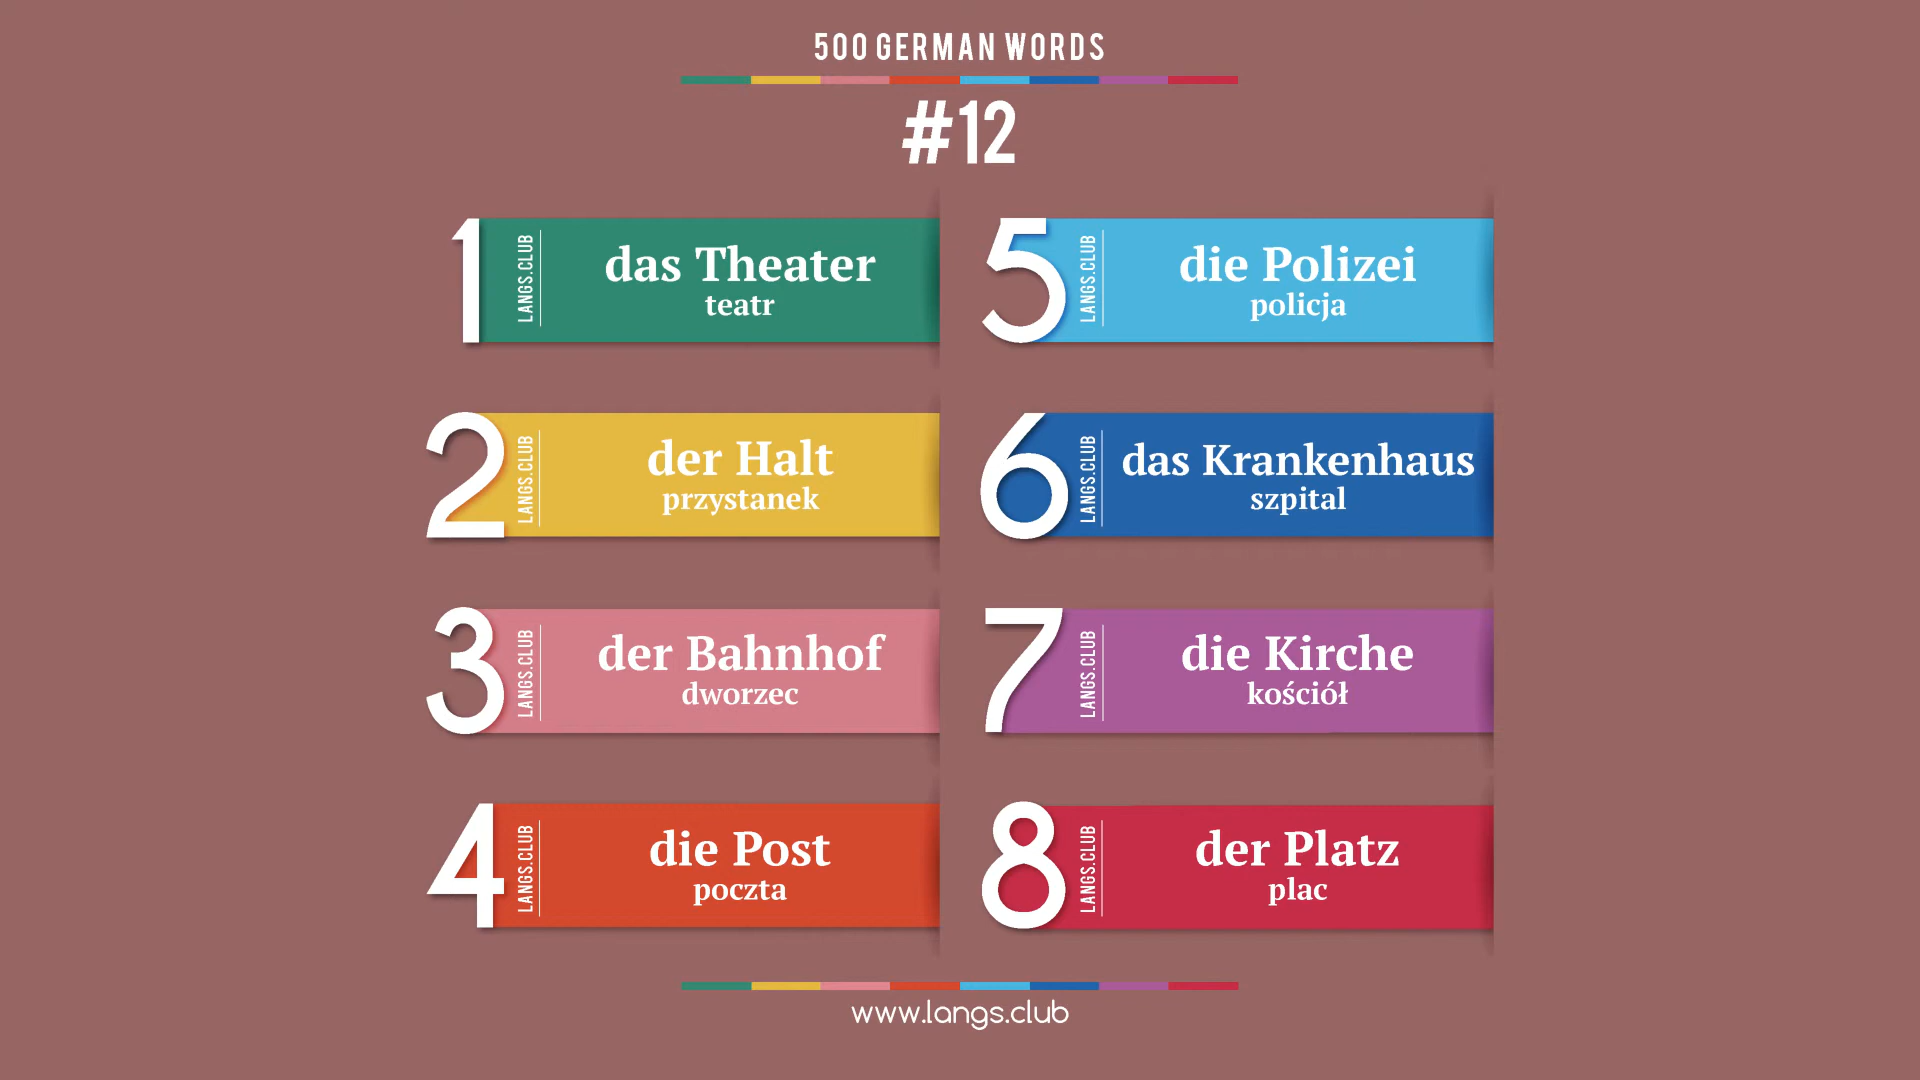 500 GERMAN WORDS
#12
1
LANGS.CLUB
das Theater
teatr
2
LANGS.CLUB
der Halt
przystanek
3
LANGS.CLUB
der Bahnhof
dworzec
4
LANGS.CLUB
die Post
poczta
5
LANGS.CLUB
die Polizei
policja
6
LANGS.CLUB
das Krankenhaus
szpital
7
LANGS.CLUB
die Kirche
kościół
8
LANGS.CLUB
der Platz
plac
www.langs.club